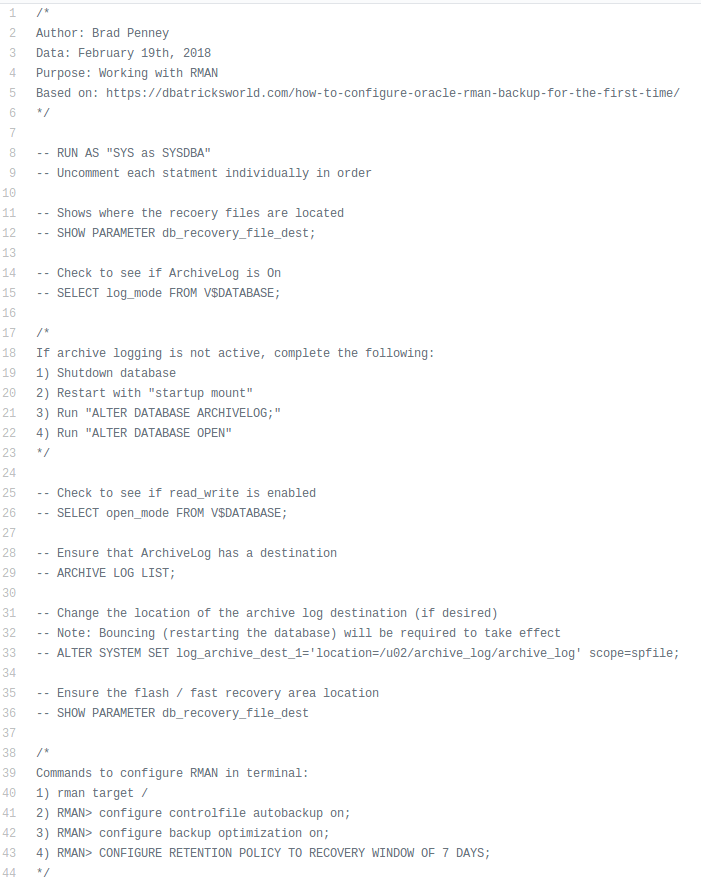 1 /*
2 Author: Brad Penney
3 Data: February 19th, 2018
4 Purpose: Working with RMAN
5 Based on: https://dbatricksworld.com/how-to-configure-oracle-rman-backup-for-the-first-time/
6 */
7
8 -- RUN AS "SYS as SYSDBA"
9 -- Uncomment each statment individually in order
10
11 -- Shows where the recoery files are located
12 -- SHOW PARAMETER db_recovery_file_dest;
13
14 -- Check to see if ArchiveLog is On
15 -- SELECT log_mode FROM V$DATABASE;
16
17 /*
18 If archive logging is not active, complete the following:
19 1) Shutdown database
20 2) Restart with "startup mount"
21 3) Run "ALTER DATABASE ARCHIVELOG;"
22 4) Run "ALTER DATABASE OPEN"
23 */
24
25 -- Check to see if read_write is enabled
26 -- SELECT open_mode FROM V$DATABASE;
27
28 -- Ensure that ArchiveLog has a destination
29 -- ARCHIVE LOG LIST;
30
31 -- Change the location of the archive log destination (if desired)
32 -- Note: Bouncing (restarting the database) will be required to take effect
33 -- ALTER SYSTEM SET log_archive_dest_1='location=/u02/archive_log/archive_log' scope=spfile;
34
35 -- Ensure the flash / fast recovery area location
36 -- SHOW PARAMETER db_recovery_file_dest
37
38 /*
39 Commands to configure RMAN in terminal:
40 1) rman target /
41 2) RMAN> configure controlfile autobackup on;
42 3) RMAN> configure backup optimization on;
43 4) RMAN> CONFIGURE RETENTION POLICY TO RECOVERY WINDOW OF 7 DAYS;
44 */